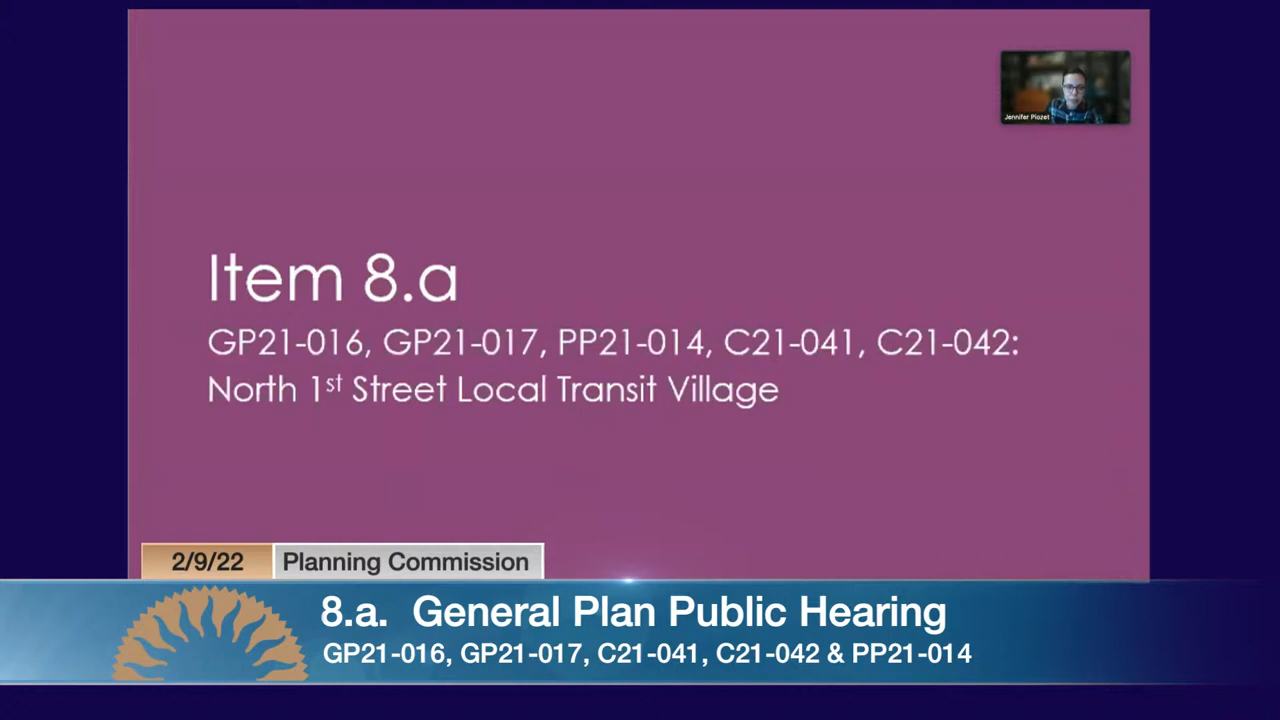 Jennifer Piozet
Item 8.a
GP21-016, GP21-017, PP21-014, C21-041, C21-042:
North 1st Street Local Transit Village
2/9/22 Planning Commission
8.a. General Plan Public Hearing
GP21-016, GP21-017, C21-041, C21-042 & PP21-014